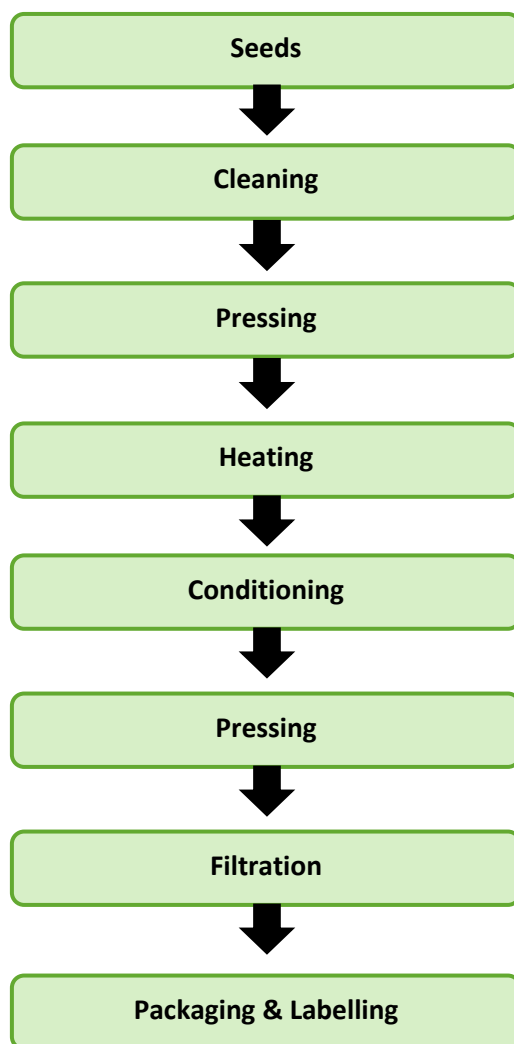 Seeds
Cleaning
Pressing
Heating
Conditioning
Pressing
Filtration
Packaging & Labelling